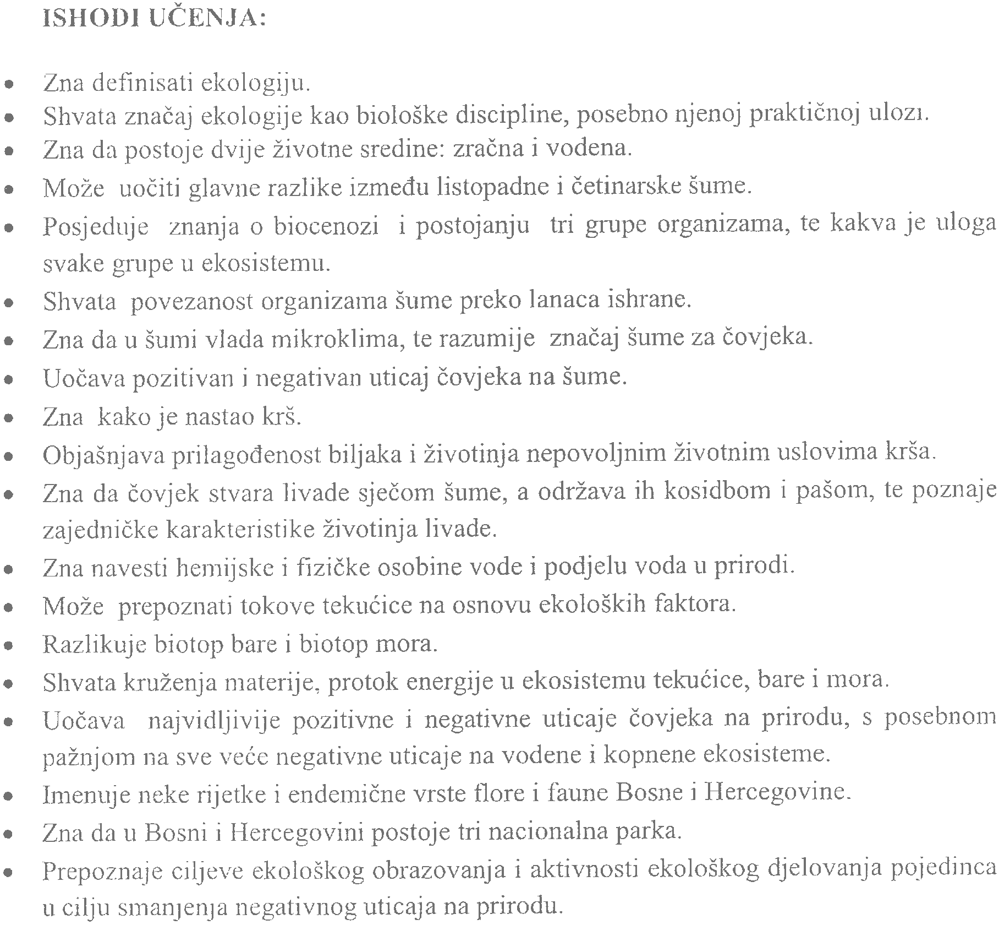 ISHODI UČENJA:
• Zna definisati ekologiju.
• Shvata značaj ekologije kao biološke discipline, posebno njenoj praktičnoj ulozi.
• Zna da postoje dvije životne sredine: zračna i vodena.
• Može uočiti glavne razlike između listopadne i četinarske šume.
• Posjeduje znanja o biocenozi i postojanju tri grupe organizama, te kakva je uloga
svake grupe u ekosistemu.
• Shvata povezanost organizama šume preko lanaca ishrane.
• Zna da u šumi vlada mikroklima, te razumije značaj šume za čovjeka.
• Uočava pozitivan i negativan uticaj čovjeka na šume.
• Zna kako je nastao krš.
• Objašnjava prilagođenost biljaka i životinja nepovoljnim životnim uslovima krša.
• Zna da čovjek stvara livade sječom šume, a održava ih kosidbom i pašom, te poznaje
zajedničke karakteristike životinja livade.
• Zna navesti hemijske i fizičke osobine vode i podjelu voda u prirodi.
• Može prepoznati tokove tekućice na osnovu ekoloških faktora.
• Razlikuje biotop bare i biotop mora.
• Shvata kruženja materije, protok energije u ekosistemu tekućice, bare i mora.
• Uočava najvidljivije pozitivne i negativne uticaje čovjeka na prirodu, s posebnom
pažnjom na sve veće negativne uticaje na vodene i kopnene ekosisteme.
• Imenuje neke rijetke i endemične vrste flore i faune Bosne i Hercegovine.
• Zna da u Bosni i Hercegovini postoje tri nacionalna parka.
• Prepoznaje ciljeve ekološkog obrazovanja i aktivnosti ekološkog djelovanja pojedinca
u cilju smanjenja negativnog uticaja na prirodu.